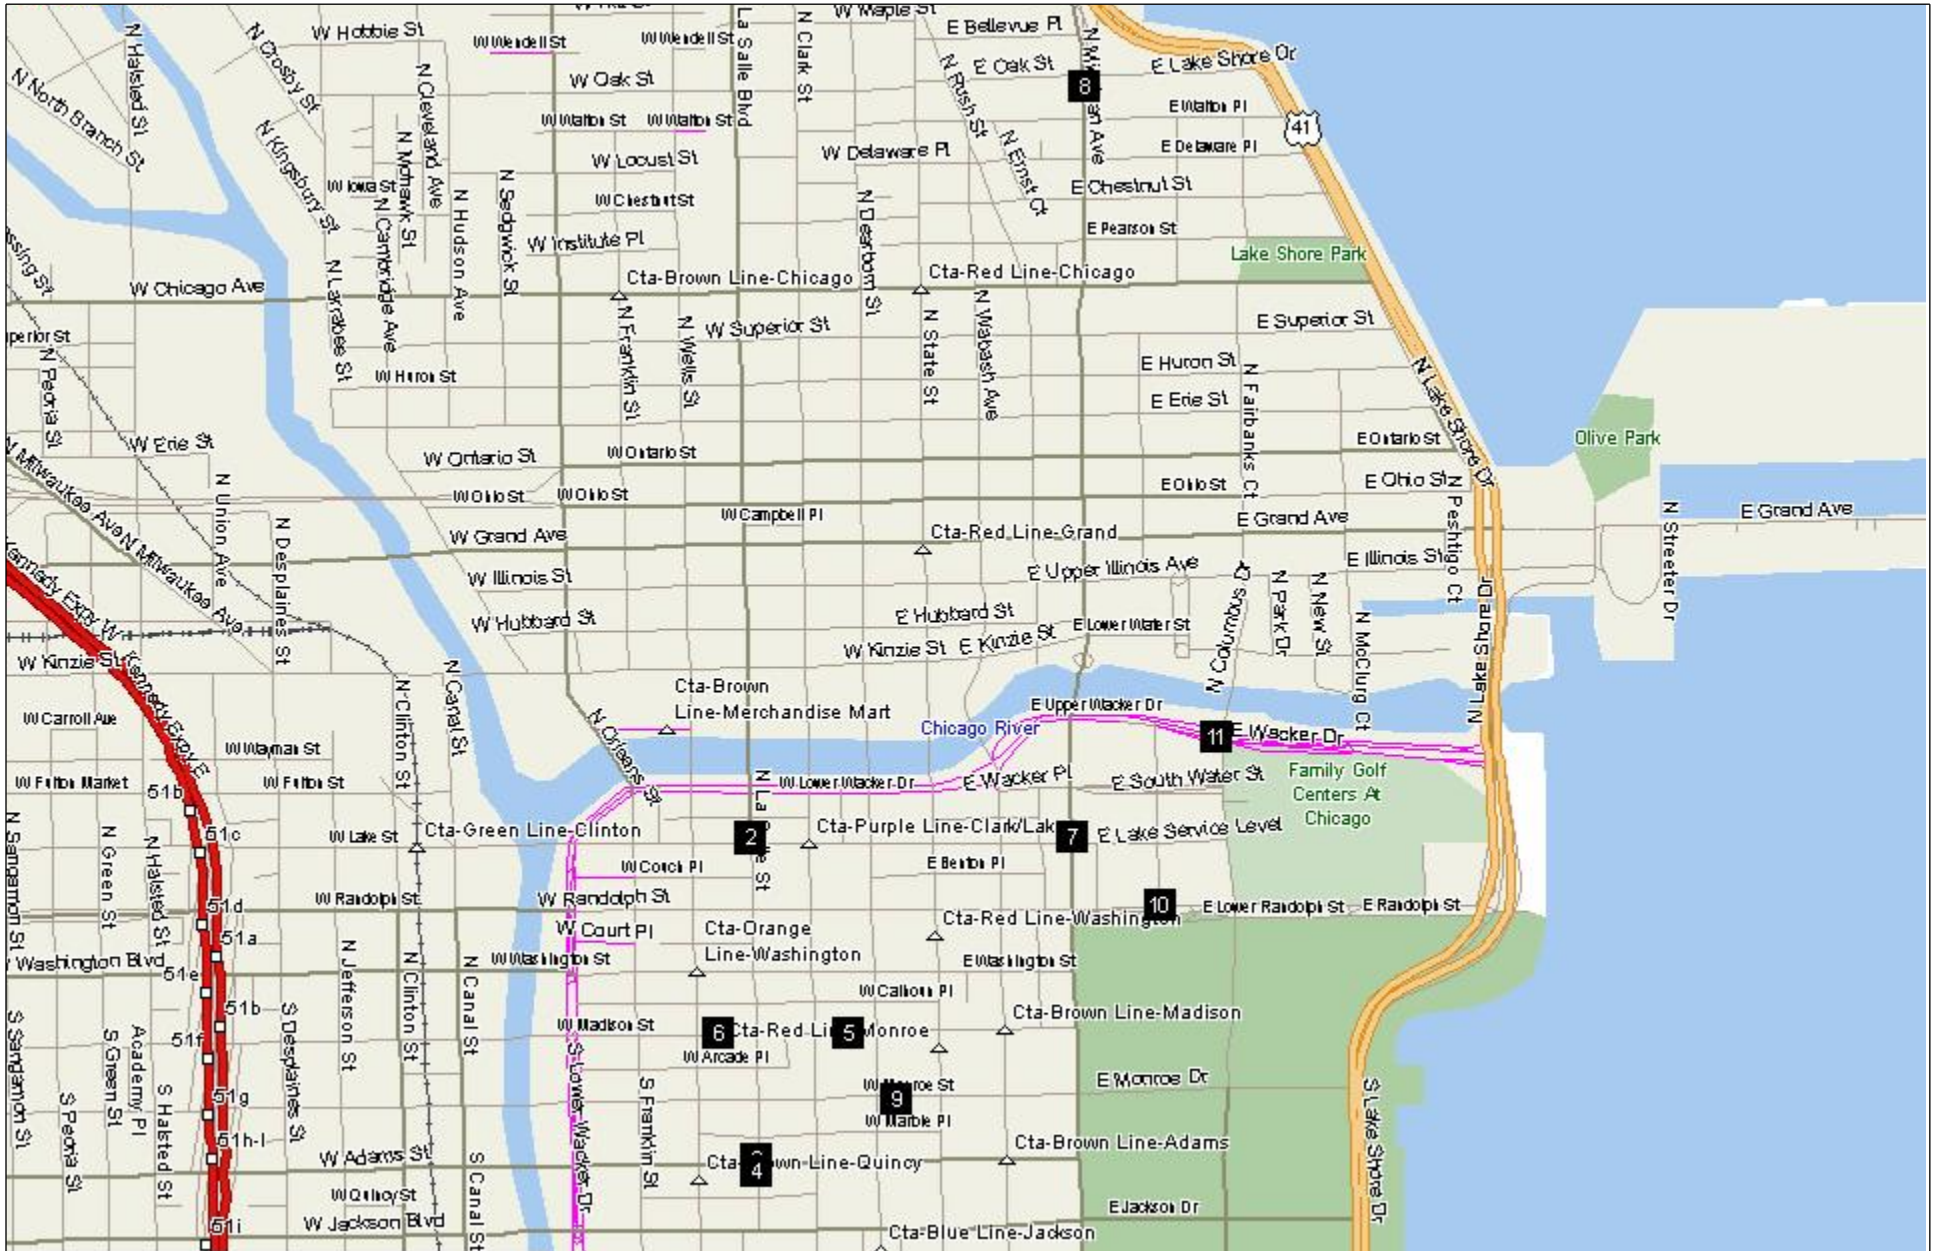 W Maple St
E Bellevue Pl
N Halsted St
N Crosby St
W Hobbie St
W Wendell St
W Wendell St
La Salle Blvd
N Clark St
E Lake Shore Dr
E Oak St
N Rush St
8
W Oak St
N North Branch St
N Cleveland Ave
E Walton Pl
W Walton St
W Walton St
41
N Kingsbury St
N Mohawk St
W Locust St
W Delaware Pl
N Ernst Ct
E Delaware Pl
W Iowa St
N Hudson Ave
N Sedgwick St
W Chestnut St
N Dearborn St
E Chestnut St
N Cambridge Ave
W Institute Pl
E Pearson St
Lake Shore Park
N Larrabee St
Cta-Brown Line-Chicago
Cta-Red Line-Chicago
W Chicago Ave
N Franklin St
N Wells St
W Superior St
N State St
N Wabash Ave
E Superior St
N Peoria St
W Huron St
E Huron St
N Fairbanks Ct
N Lake Shore Dr
E Erie St
W Erie St
W Ontario St
W Ontario St
E Ontario St
Olive Park
N Milwaukee Ave
N Union Ave
W Ohio St
W Ohio St
E Ohio St
E Ohio St
N Peshtigo Ct
N Desplaines St
W Campbell Pl
E Grand Ave
E Grand Ave
N Streeter Dr
N Milwaukee Ave
W Grand Ave
Cta-Red Line-Grand
Kennedy Expy W
W Illinois St
E Upper Illinois Ave
E Illinois St
N Columbus Dr
N Park Dr
N New St
N McClurg Ct
N Lake Shore Dr
W Hubbard St
E Hubbard St
E Lower Water St
W Kinzie St
W Kinzie St
E Kinzie St
Kennedy Expy E
N Clinton St
N Canal St
Cta-Brown
Line-Merchandise Mart
N Orleans St
W Carroll Ave
E Upper Wacker Dr
Chicago River
11
E Wacker Dr
W Wayman St
W Fulton Market
W Fulton St
W Lower Wacker Dr
E Wacker Pl
E South Water St
Family Golf
Centers At
Chicago
51b
51c
N Sangamon St
N Green St
N Halsted St
W Lake St
Cta-Green Line-Clinton
2
Cta-Purple Line-Clark/Lak
7
E Lake Service Level
W Couch Pl
E Benton Pl
W Randolph St
W Randolph St
10
E Lower Randolph St
E Randolph St
51d
51a
Cta-Red Line-Washington
W Court Pl
Cta-Orange
Line-Washington
Washington Blvd
N Jefferson St
N Clinton St
N Canal St
W Washington St
E Washington St
51e
W Calhoun Pl
51b
S Desplaines St
Cta-Brown Line-Madison
S Sangamon St
S Green St
Academy Pl
51f
W Madison St
6
5
W Arcade Pl
S Lower Wacker Dr
S Franklin St
E Monroe Dr
S Peoria St
S Halsted St
51g
9
W Marble Pl
S Lake Shore Dr
51h-I
W Adams St
4
Cta-Brown Line-Adams
S Canal St
W Quincy St
51i
W Jackson Blvd
E Jackson Dr
Cta-Blue Line-Jackson